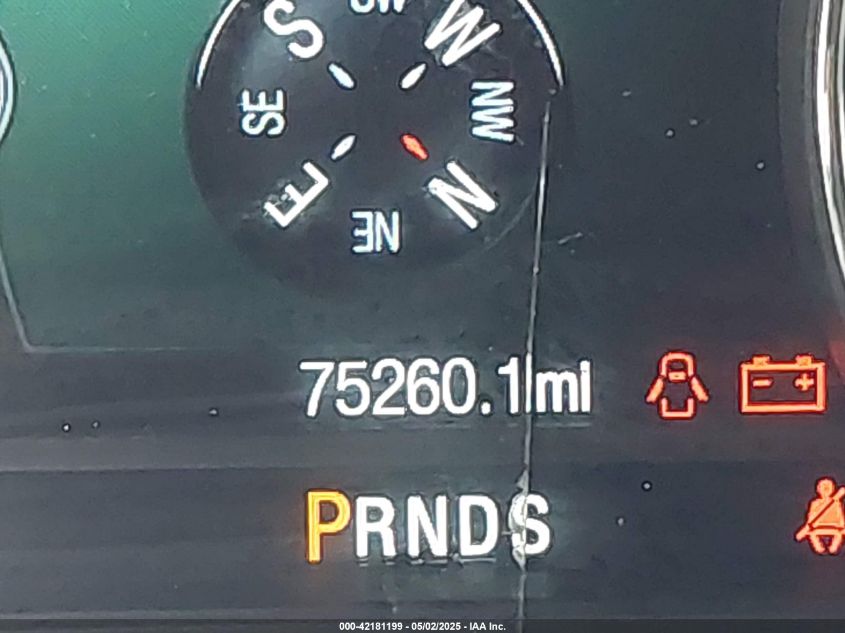 S SW W
SE NW
E NE N
75260.1mi
PRNDS
000-42181199 - 05/02/2025 - IAA Inc.